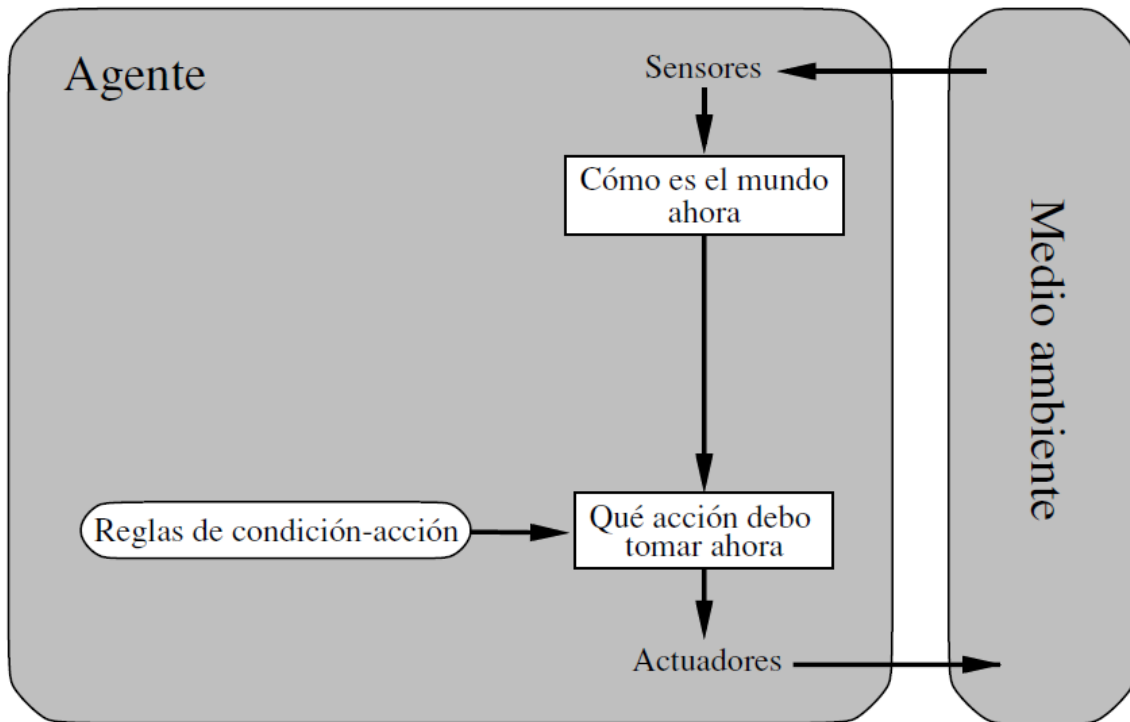 Agente
Sensores
Cómo es el mundo
ahora
Medio ambiente
Reglas de condición-acción
Qué acción debo
tomar ahora
Actuadores